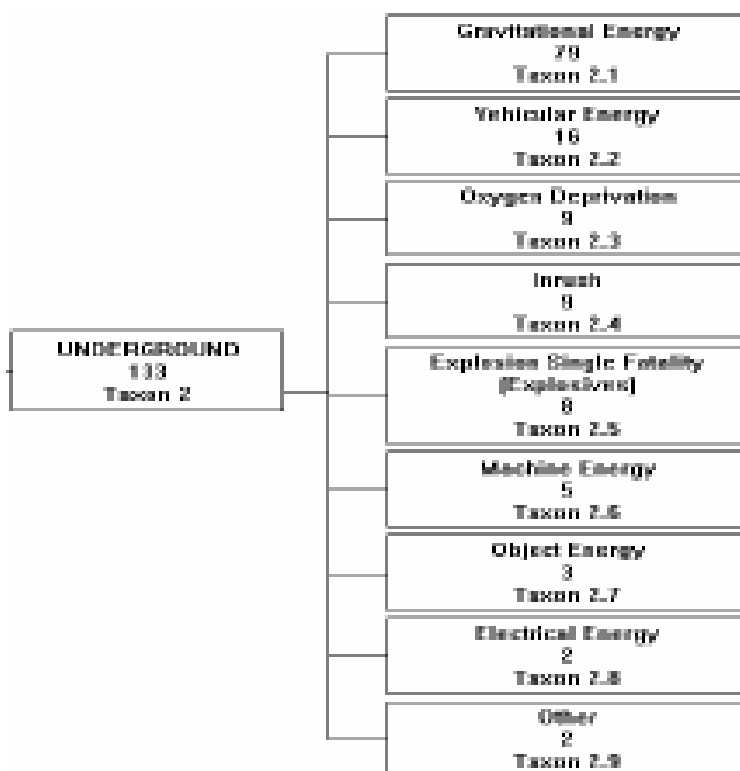 UNDERGROUND
133
Taxon 2
Gravitational Energy
79
Taxon 2.1
Vehicular Energy
16
Taxon 2.2
Oxygen Deprivation
9
Taxon 2.3
Inrush
9
Taxon 2.4
Explosion Single Fatality
(Explosives)
8
Taxon 2.5
Machine Energy
5
Taxon 2.6
Object Energy
3
Taxon 2.7
Electrical Energy
2
Taxon 2.8
Other
2
Taxon 2.9